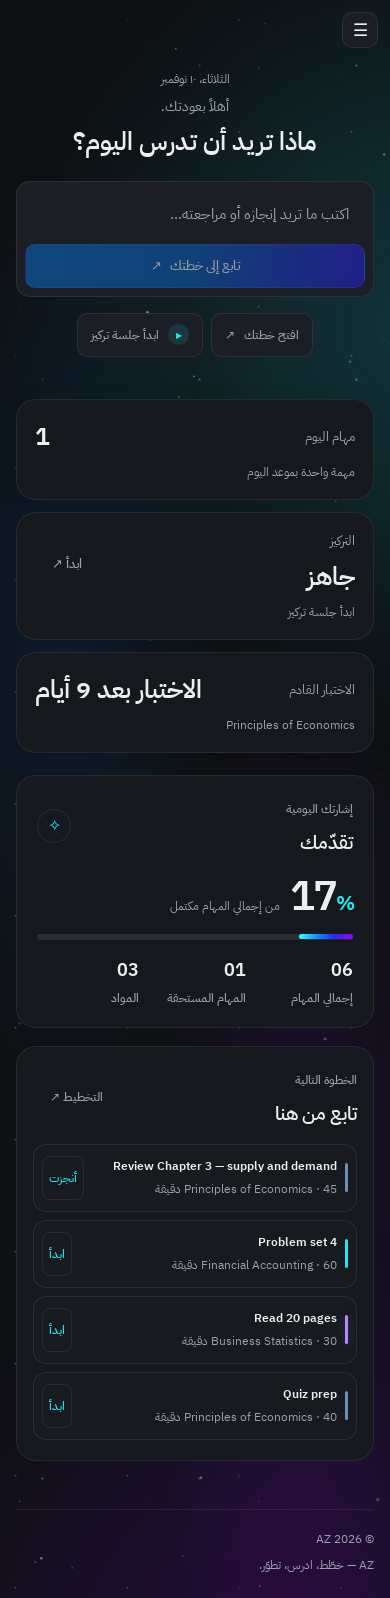 الثلاثاء، ١٠ نوفمبر
أهلاً بعودتك.
ماذا تريد أن تدرس اليوم؟
اكتب ما تريد إنجازه أو مراجعته...
تابع إلى خطتك ↗
افتح خطتك ↗
ابدأ جلسة تركيز
مهام اليوم
1
مهمة واحدة بموعد اليوم
التركيز
جاهز
ابدأ جلسة تركيز
ابدأ ↗
الاختبار القادم
الاختبار بعد 9 أيام
Principles of Economics
إشارتك اليومية
تقدّمك
17%
من إجمالي المهام مكتمل
06
إجمالي المهام
01
المهام المستحقة
03
المواد
الخطوة التالية
تابع من هنا
التخطيط ↗
Review Chapter 3 — supply and demand
Principles of Economics · 45 دقيقة
أنجزت
Problem set 4
Financial Accounting · 60 دقيقة
ابدأ
Read 20 pages
Business Statistics · 30 دقيقة
ابدأ
Quiz prep
Principles of Economics · 40 دقيقة
ابدأ
© 2026 AZ
AZ — خطّط، ادرس، تطوّر.